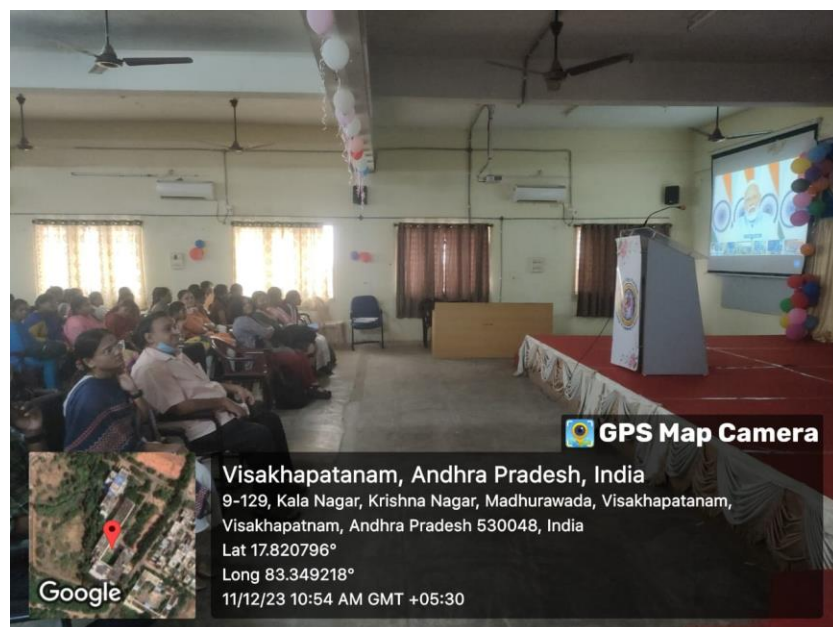 GPS Map Camera
Visakhapatanam, Andhra Pradesh, India
9-129, Kala Nagar, Krishna Nagar, Madhurawada, Visakhapatanam,
Visakhapatnam, Andhra Pradesh 530048, India
Lat 17.820796°
Long 83.349218°
11/12/23 10:54 AM GMT +05:30
Google